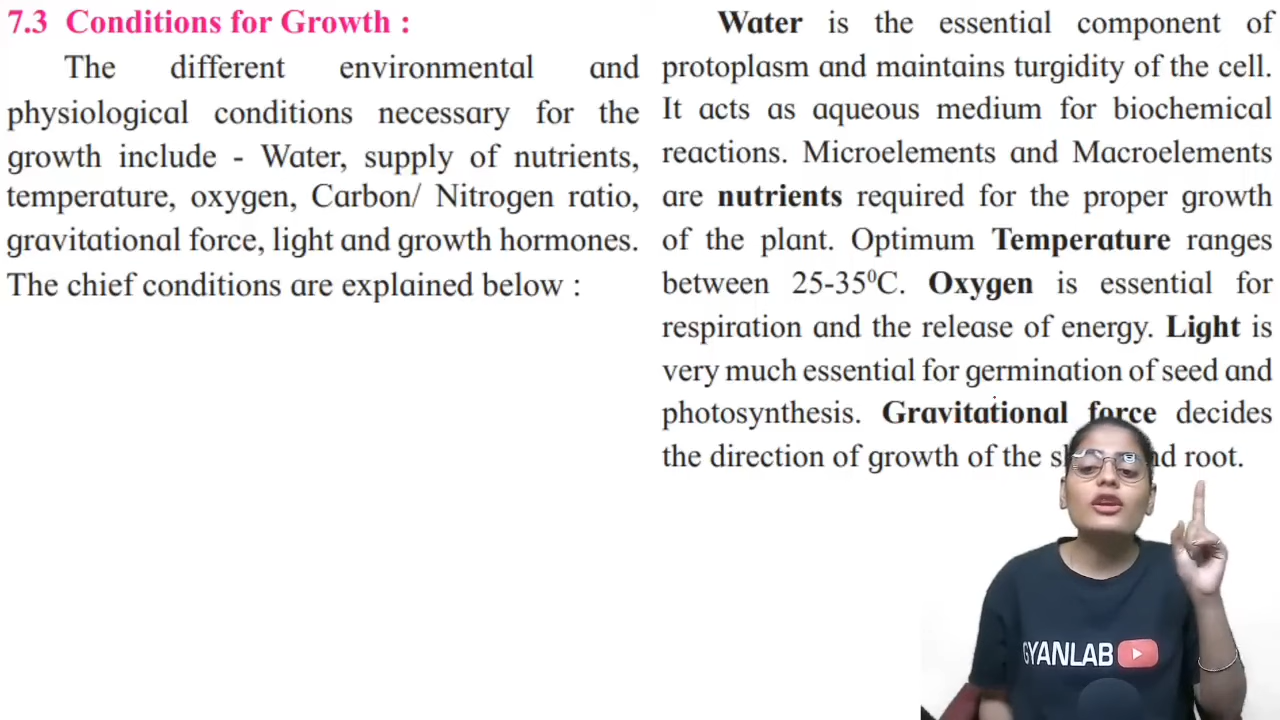 7.3 Conditions for Growth :
The different environmental and
physiological conditions necessary for the
growth include - Water, supply of nutrients,
temperature, oxygen, Carbon/ Nitrogen ratio,
gravitational force, light and growth hormones.
The chief conditions are explained below :
Water is the essential component of
protoplasm and maintains turgidity of the cell.
It acts as aqueous medium for biochemical
reactions. Microelements and Macroelements
are nutrients required for the proper growth
of the plant. Optimum Temperature ranges
between 25-35⁰C. Oxygen is essential for
respiration and the release of energy. Light is
very much essential for germination of seed and
photosynthesis. Gravitational force decides
the direction of growth of the root.
GYANLAB